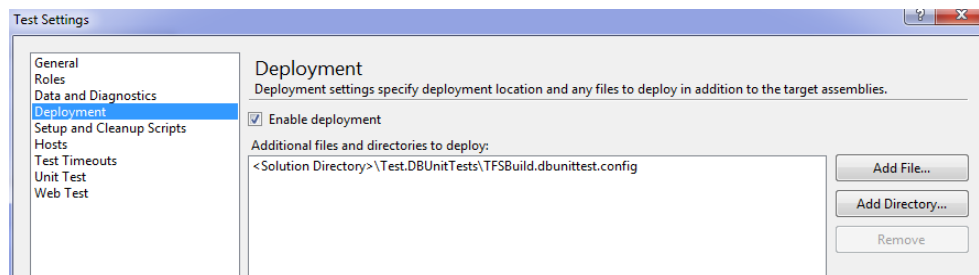 Test Settings
?
General
Roles
Data and Diagnostics
Deployment
Setup and Cleanup Scripts
Hosts
Test Timeouts
Unit Test
Web Test
Deployment
Deployment settings specify deployment location and any files to deploy in addition to the target assemblies.
Enable deployment
Additional files and directories to deploy:
<Solution Directory>\Test.DBUnitTests\TFSBuild.dbunittest.config
Add File...
Add Directory...
Remove